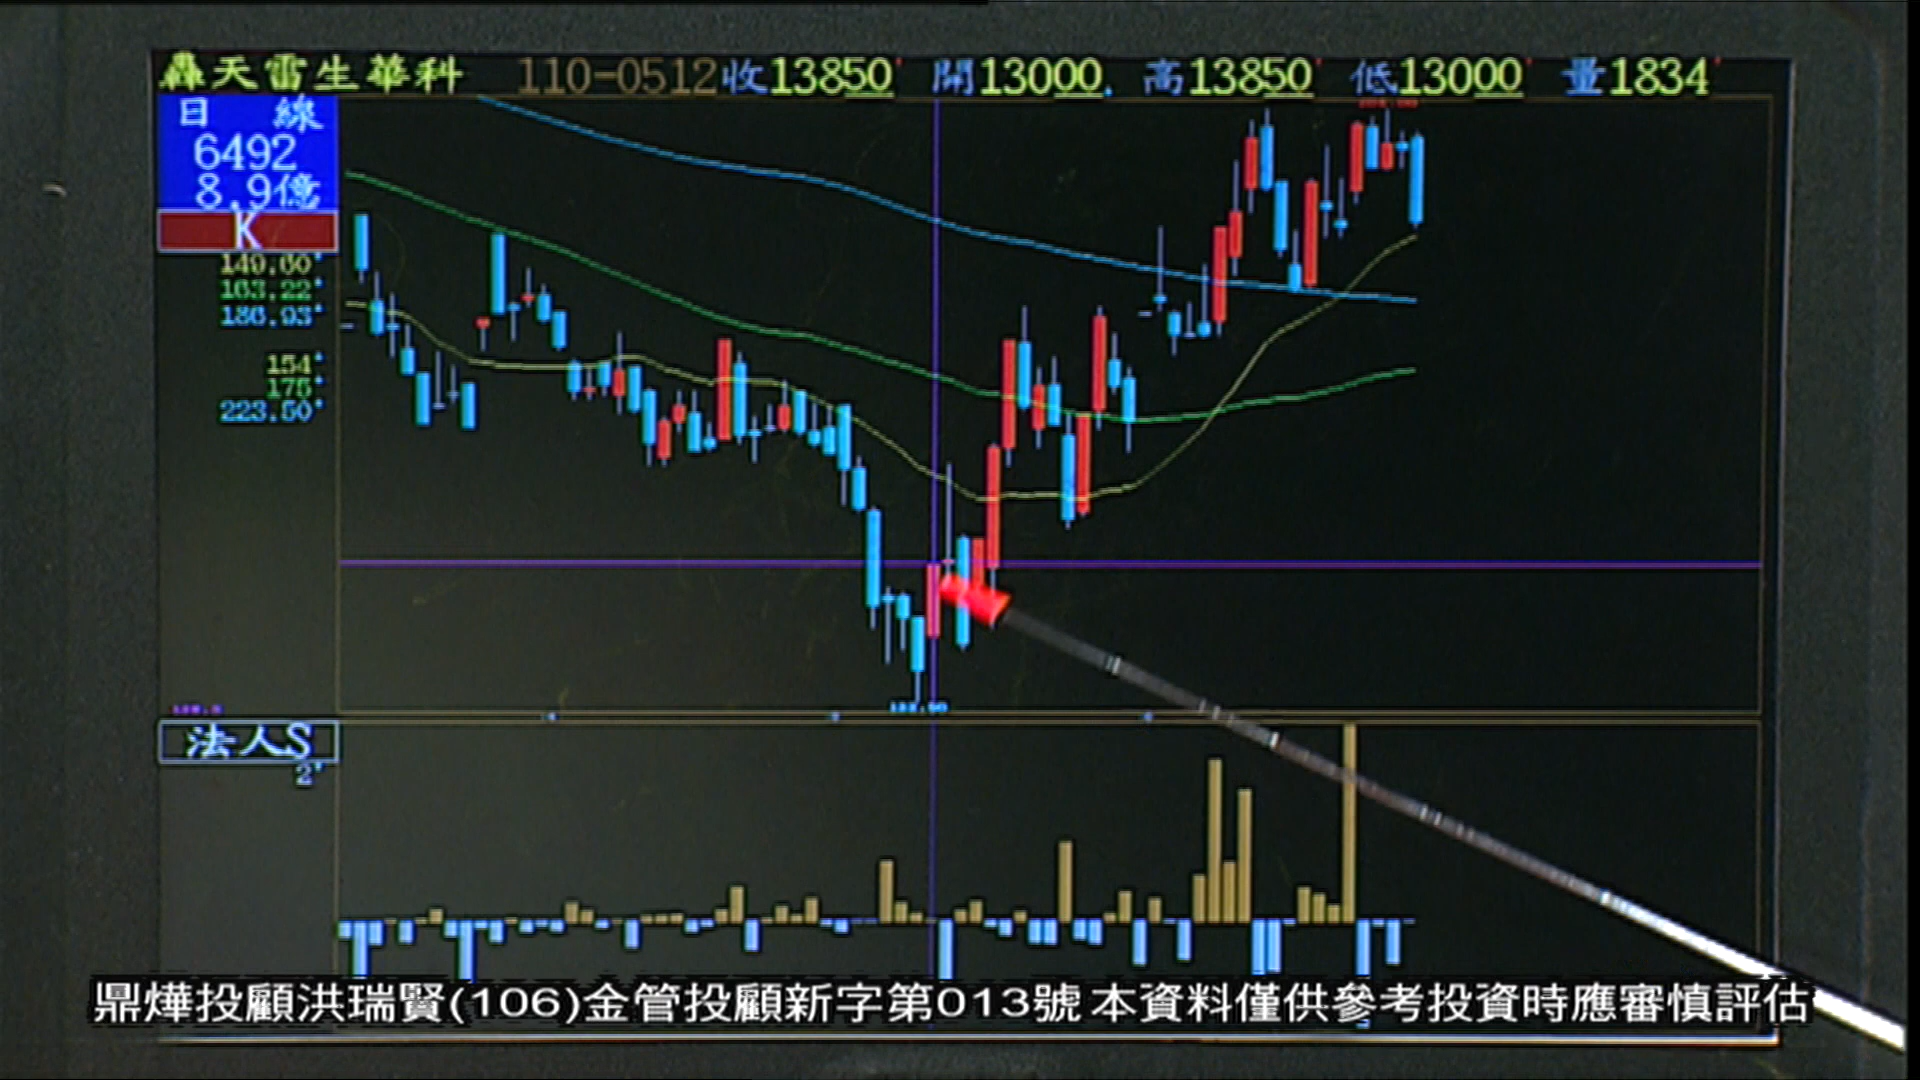 轟天雷生華科 110-0512 收13850 開13000. 高13850 低13000 量1834
日 線
6492
8.9億
K
149.60
163.22
186.93
154
175
223.50
法人S
2
鼎燁投顧洪瑞賢(106)金管投顧新字第013號 本資料僅供參考投資時應審慎評估